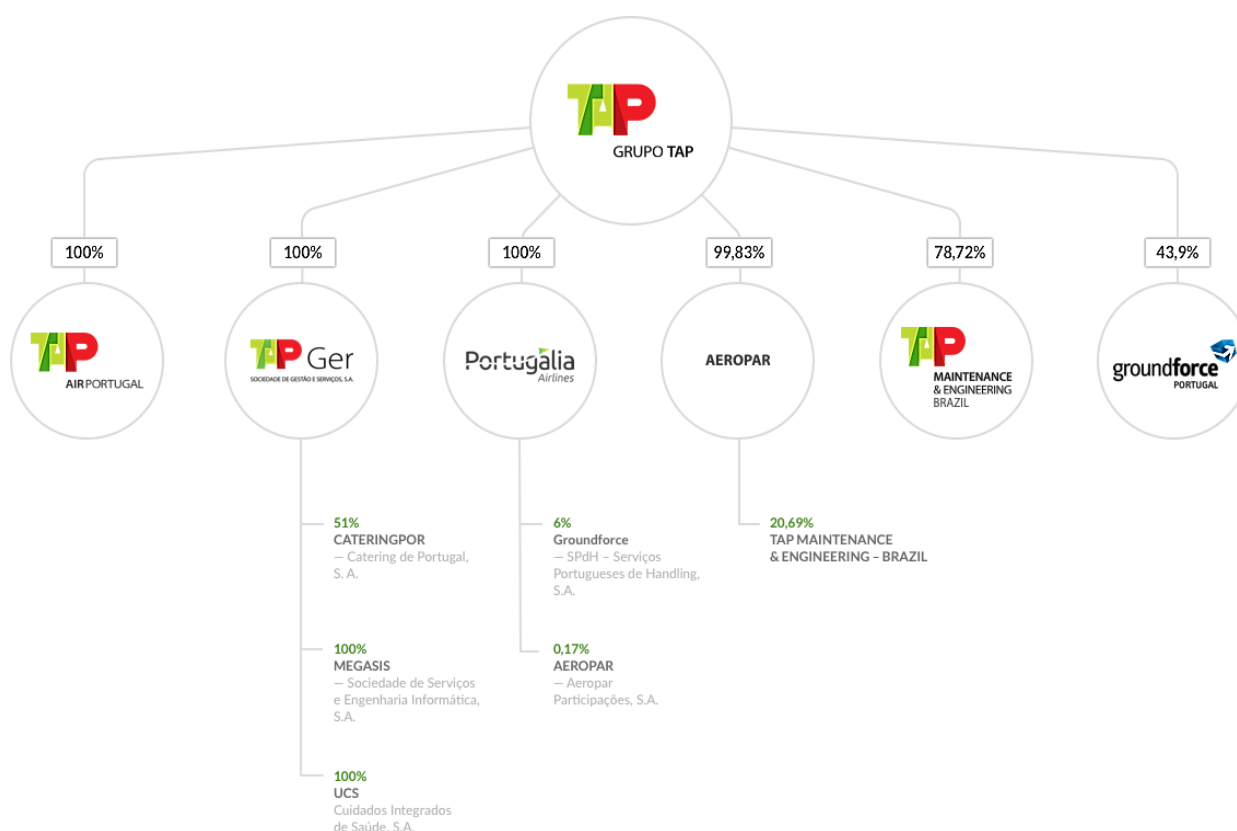 TAP
GRUPO TAP
100%
100%
100%
99,83%
78,72%
43,9%
TAP
AIRPORTUGAL
TAP Ger
SOCIEDADE DE GESTÃO E SERVIÇOS, S.A.
Portugália
Airlines
AEROPAR
TAP
MAINTENANCE
& ENGINEERING
BRAZIL
groundforce
PORTUGAL
51%
CATERINGPOR
— Catering de Portugal,
S. A.
100%
MEGASIS
— Sociedade de Serviços
e Engenharia Informática,
S.A.
100%
UCS
Cuidados Integrados
de Saúde, S.A.
6%
Groundforce
— SPdH – Serviços
Portugueses de Handling,
S.A.
0,17%
AEROPAR
— Aeropar
Participações, S.A.
20,69%
TAP MAINTENANCE
& ENGINEERING – BRAZIL